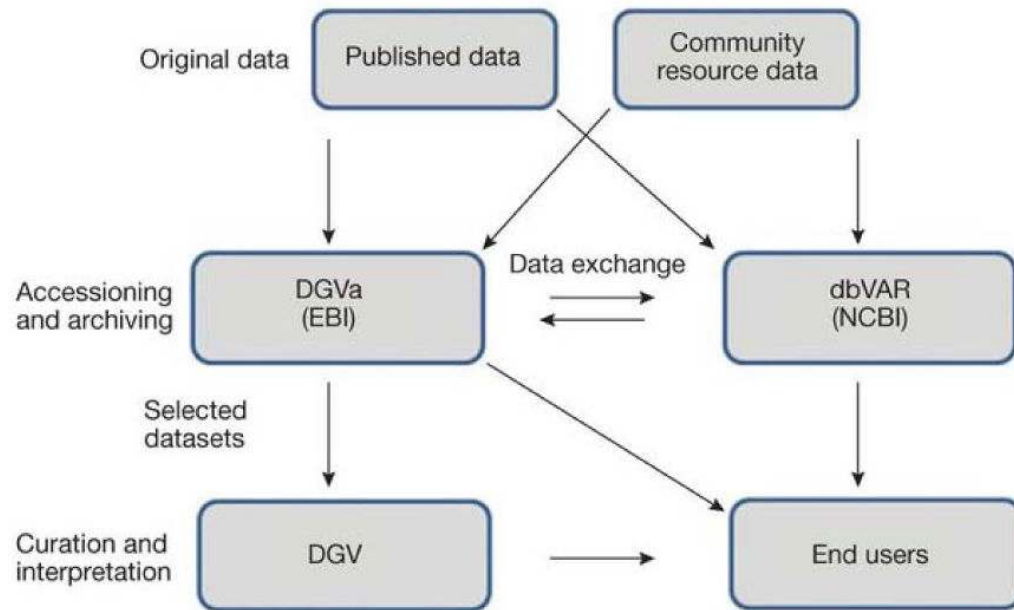 Original data
Published data
Community
resource data
Accessioning
and archiving
DGVa
(EBI)
Data exchange
dbVAR
(NCBI)
Selected
datasets
Curation and
interpretation
DGV
End users